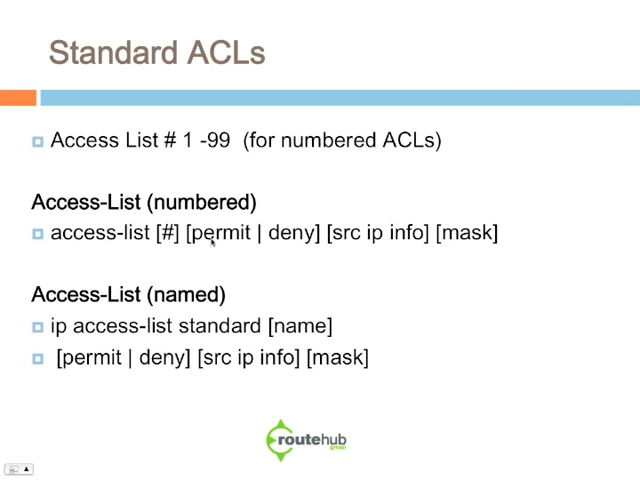 Standard ACLs
Access List # 1 -99 (for numbered ACLs)
Access-List (numbered)
access-list [#] [permit | deny] [src ip info] [mask]
Access-List (named)
ip access-list standard [name]
[permit | deny] [src ip info] [mask]
routehub
group